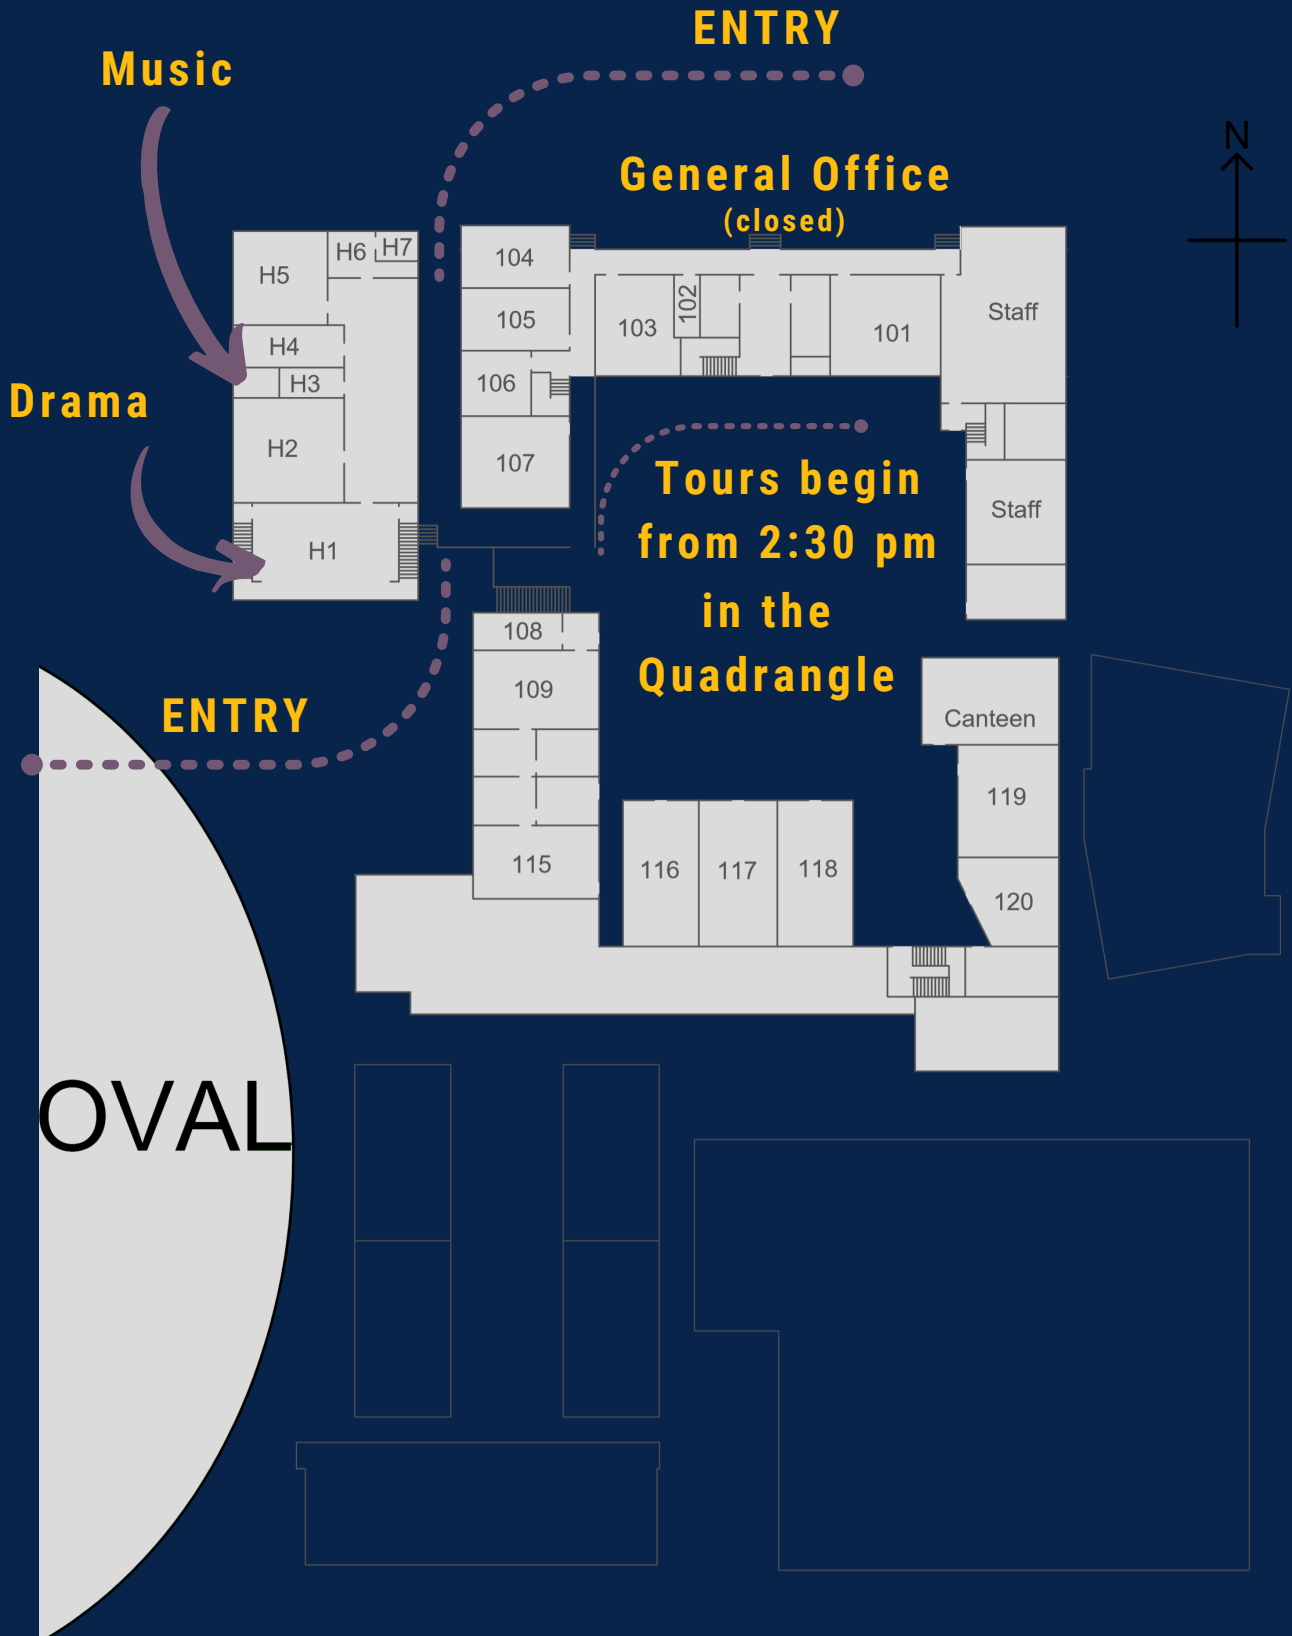 ENTRY
Music
N
General Office
(closed)
H6
H7
104
H5
102
Staff
105
103
101
H4
H3
106
Drama
H2
107
Tours begin
from 2:30 pm
in the
Quadrangle
Staff
H1
108
109
ENTRY
Canteen
119
115
116
117
118
120
OVAL